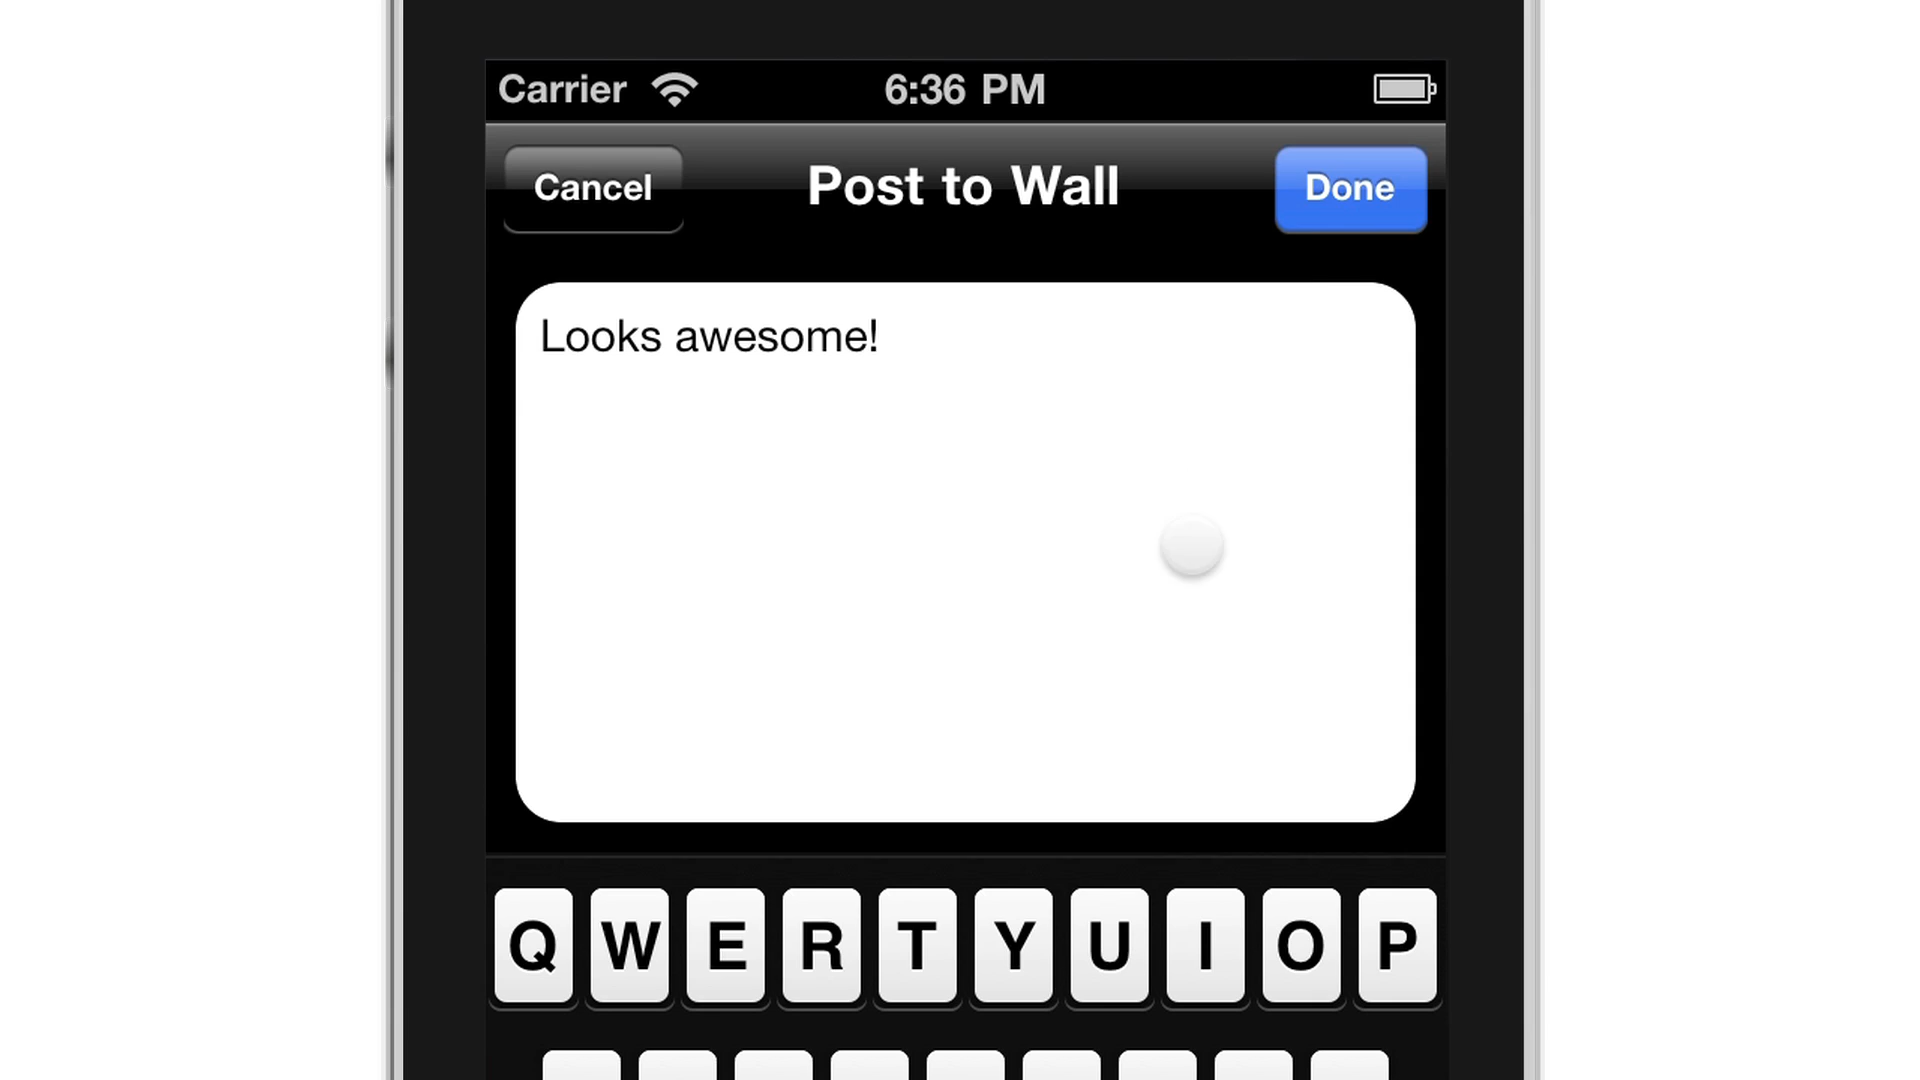 Carrier 6:36 PM
Cancel Post to Wall Done
Looks awesome!
Q W E R T Y U I O P